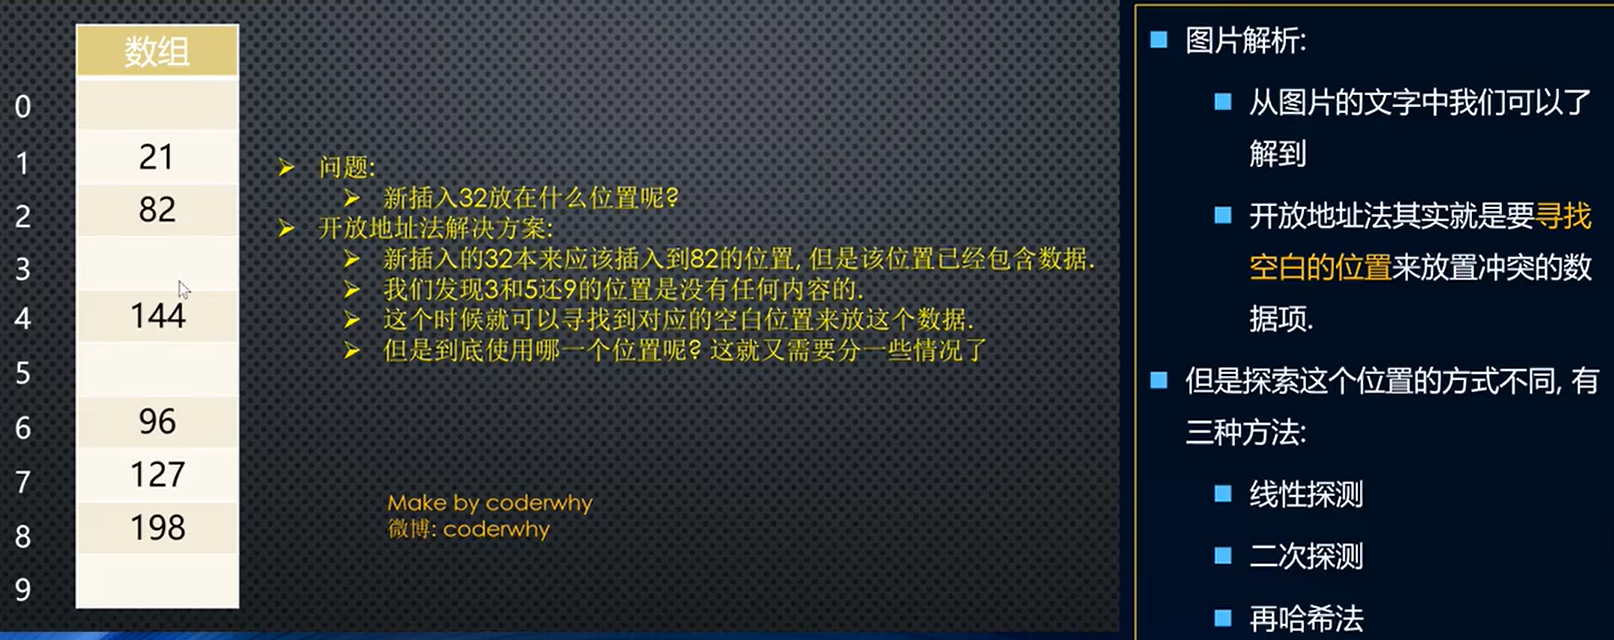 数组
0
1
21
2
82
3
4
144
5
6
96
7
127
8
198
9
问题:
新插入32放在什么位置呢?
开放地址法解决方案:
新插入的32本来应该插入到82的位置, 但是该位置已经包含数据.
我们发现3和5还9的位置是没有任何内容的.
这个时候就可以寻找到对应的空白位置来放这个数据.
但是到底使用哪一个位置呢? 这就又需要分一些情况了
Make by coderwhy
微博: coderwhy
图片解析:
从图片的文字中我们可以了
解到
开放地址法其实就是要寻找
空白的位置来放置冲突的数
据项.
但是探索这个位置的方式不同, 有
三种方法:
线性探测
二次探测
再哈希法